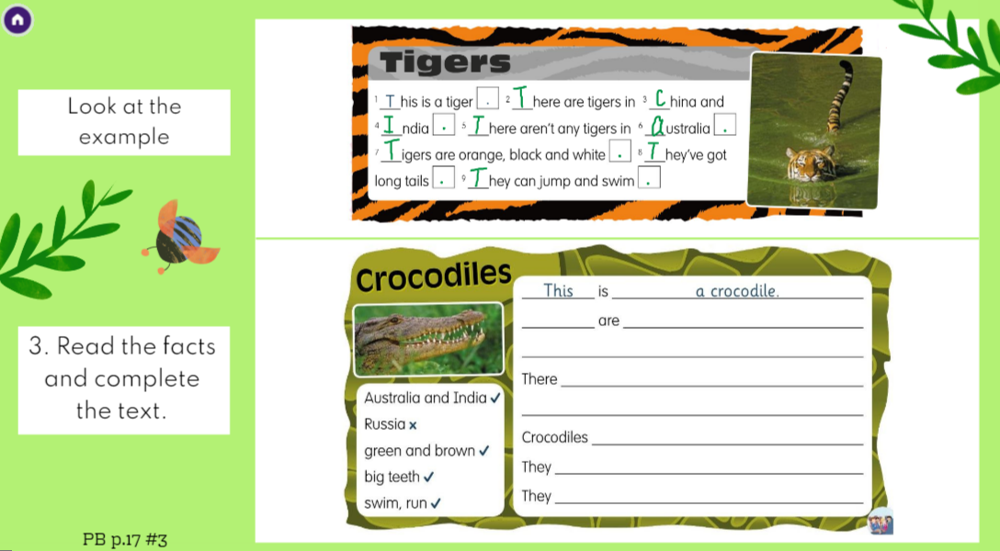 Look at the
example
3. Read the facts
and complete
the text.
PB p.17 #3
Tigers
1 This is a tiger . 2 There are tigers in 3 China and
4 India . 5 There aren't any tigers in 6 australia .
7 Tigers are orange, black and white . 8 They've got
long tails . 9 They can jump and swim .
Crocodiles
Australia and India ✓
Russia x
green and brown ✓
big teeth ✓
swim, run ✓
This is a crocodile.
are
There
Crocodiles
They
They